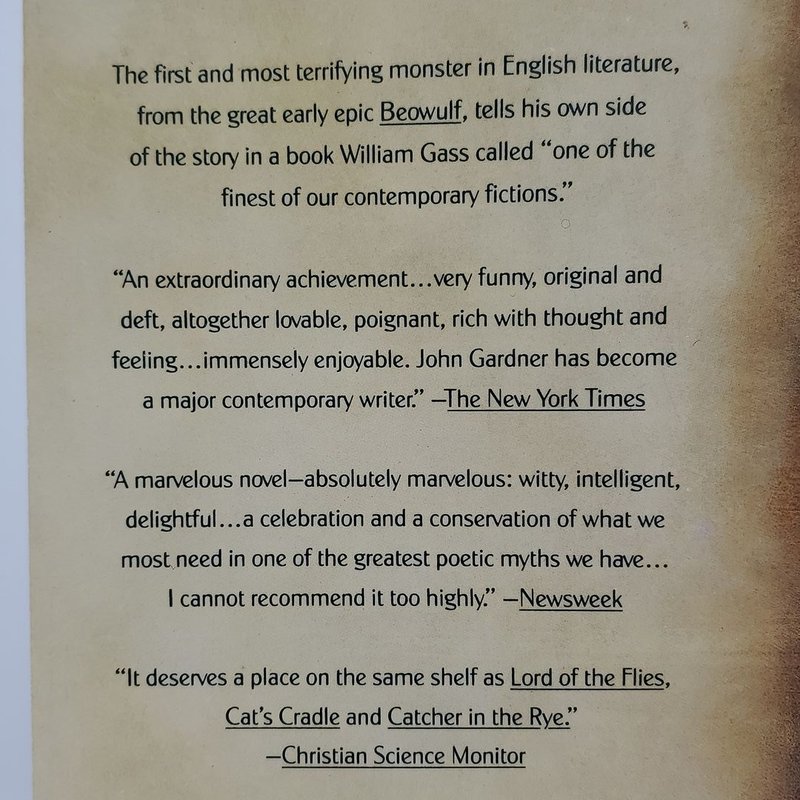 The first and most terrifying monster in English literature,
from the great early epic Beowulf, tells his own side
of the story in a book William Gass called “one of the
finest of our contemporary fictions.”
“An extraordinary achievement...very funny, original and
deft, altogether lovable, poignant, rich with thought and
feeling...immensely enjoyable. John Gardner has become
a major contemporary writer.” —The New York Times
“A marvelous novel—absolutely marvelous: witty, intelligent,
delightful...a celebration and a conservation of what we
most need in one of the greatest poetic myths we have...
I cannot recommend it too highly.” —Newsweek
“It deserves a place on the same shelf as Lord of the Flies,
Cat’s Cradle and Catcher in the Rye.”
—Christian Science Monitor